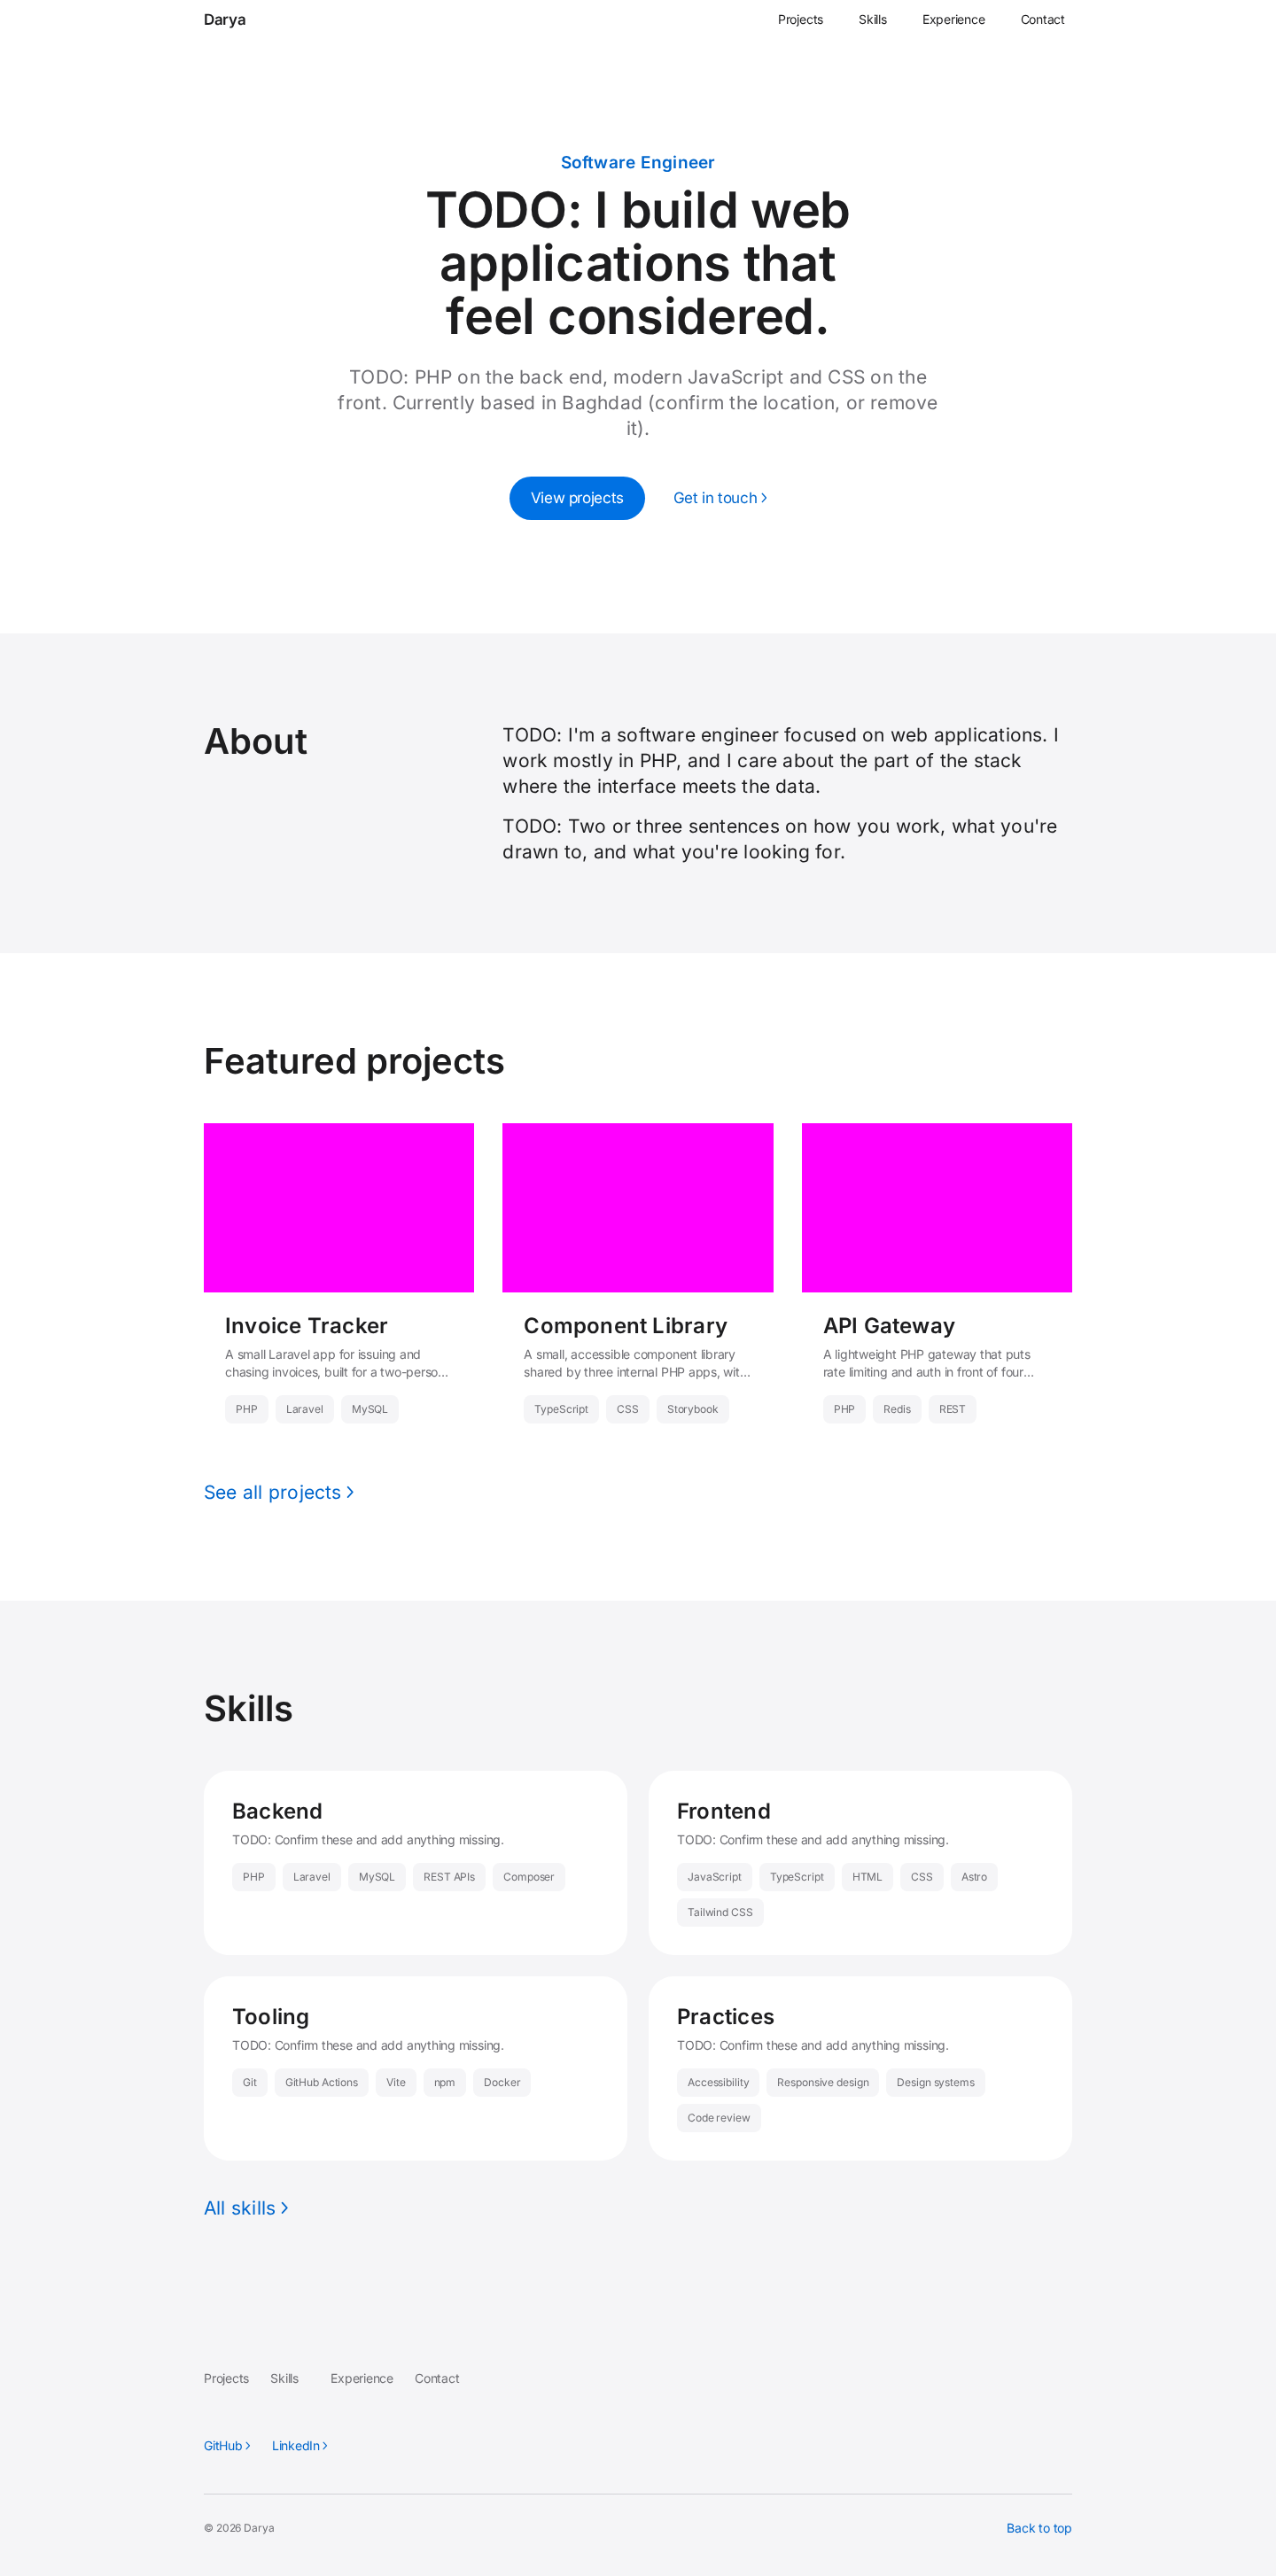 Darya
Projects
Skills
Experience
Contact
Software Engineer
TODO: I build web
applications that
feel considered.
TODO: PHP on the back end, modern JavaScript and CSS on the
front. Currently based in Baghdad (confirm the location, or remove
it).
View projects
Get in touch
About
TODO: I'm a software engineer focused on web applications. I
work mostly in PHP, and I care about the part of the stack
where the interface meets the data.
TODO: Two or three sentences on how you work, what you're
drawn to, and what you're looking for.
Featured projects
Invoice Tracker
A small Laravel app for issuing and
chasing invoices, built for a two-perso...
PHP
Laravel
MySQL
Component Library
A small, accessible component library
shared by three internal PHP apps, wit...
TypeScript
CSS
Storybook
API Gateway
A lightweight PHP gateway that puts
rate limiting and auth in front of four...
PHP
Redis
REST
See all projects
Skills
Backend
TODO: Confirm these and add anything missing.
PHP
Laravel
MySQL
REST APIs
Composer
Frontend
TODO: Confirm these and add anything missing.
JavaScript
TypeScript
HTML
CSS
Astro
Tailwind CSS
Tooling
TODO: Confirm these and add anything missing.
Git
GitHub Actions
Vite
npm
Docker
Practices
TODO: Confirm these and add anything missing.
Accessibility
Responsive design
Design systems
Code review
All skills
Projects
Skills
Experience
Contact
GitHub
LinkedIn
© 2026 Darya
Back to top